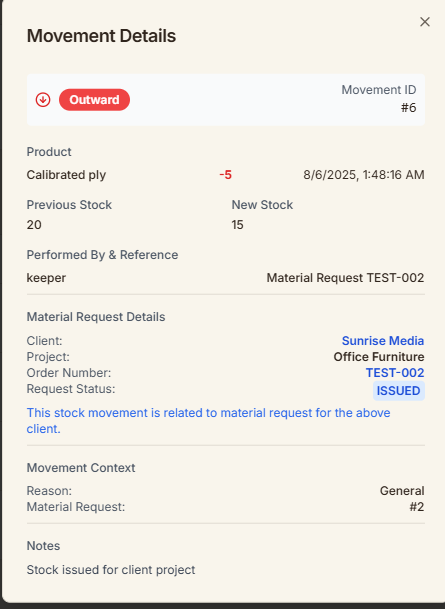 Movement Details
Outward
Movement ID
#6
Product
Calibrated ply -5 8/6/2025, 1:48:16 AM
Previous Stock New Stock
20 15
Performed By & Reference
keeper Material Request TEST-002
Material Request Details
Client: Sunrise Media
Project: Office Furniture
Order Number: TEST-002
Request Status: ISSUED
This stock movement is related to material request for the above
client.
Movement Context
Reason: General
Material Request: #2
Notes
Stock issued for client project